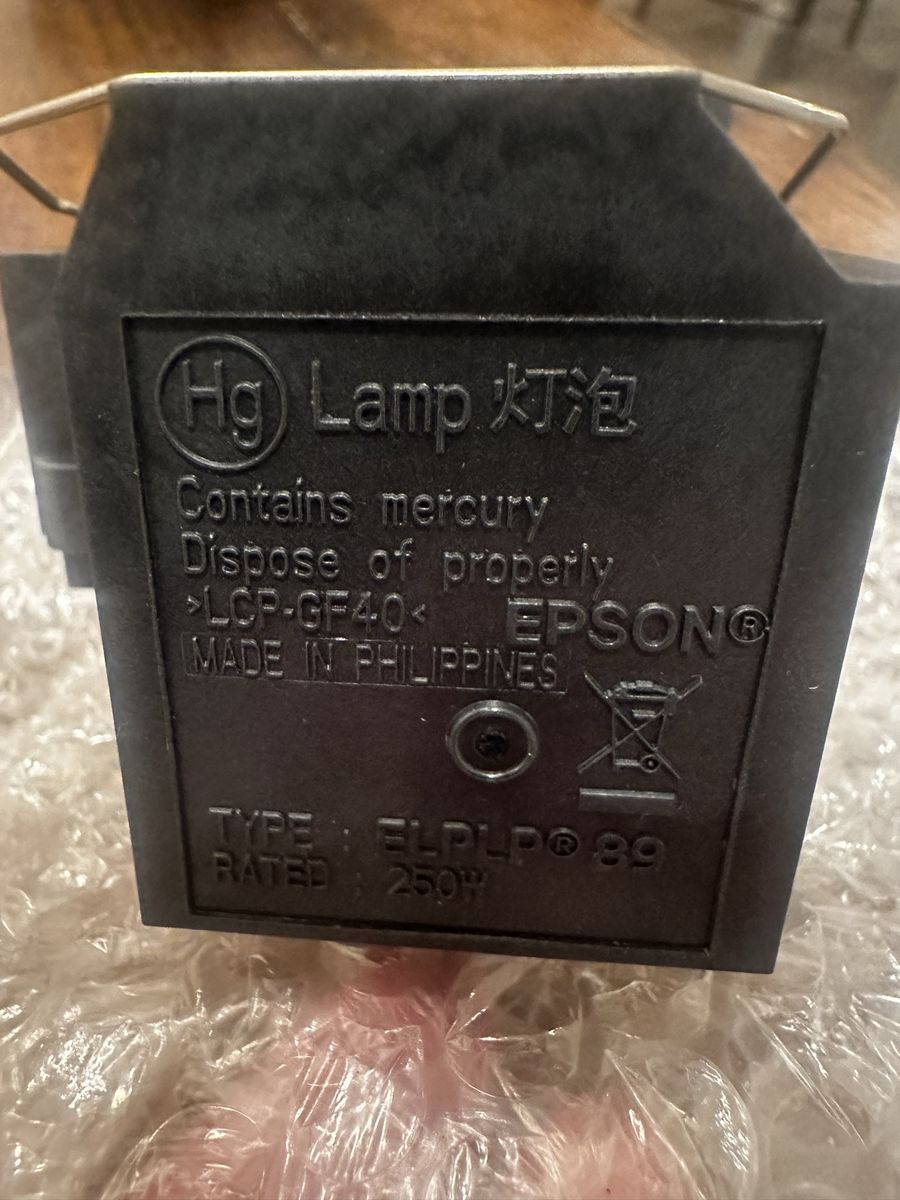 Hg Lamp 灯泡
Contains mercury
Dispose of properly
>LCP-GF40<
EPSON®
MADE IN PHILIPPINES
TYPE : ELPLP® 89
RATED : 250W